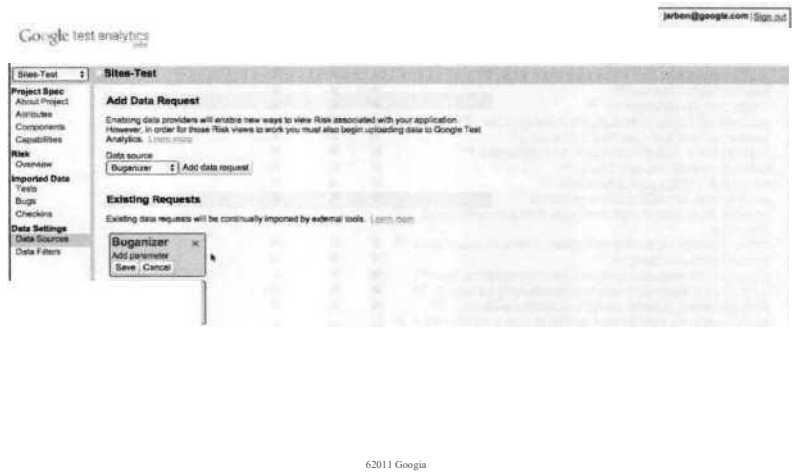 jarben@google.com | Sign out
Google test analytics
Sites-Test
Sites-Test
Project Spec
About Project
Attributes
Components
Capabilities
Risk
Overview
Imported Data
Tests
Bugs
Checkins
Data Settings
Data Sources
Data Filters
Add Data Request
Enabling data providers will enable new ways to view Risk associated with your application.
However, in order for those Risk views to work you must also begin uploading data to Google Test
Analytics. Learn more
Data source
Buganizer Add data request
Existing Requests
Existing data requests will be continually imported by external tools. Learn more
Buganizer ×
Add parameter
Save Cancel
62011 Googia